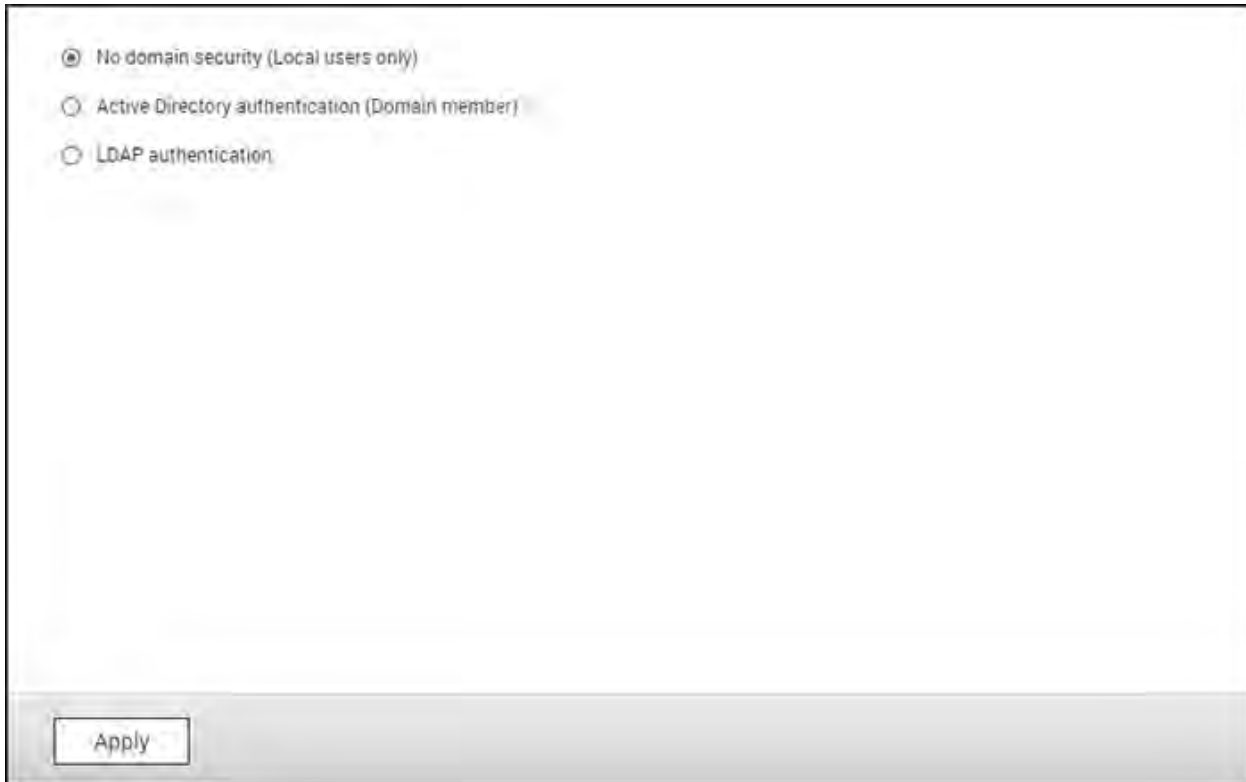 No domain security (Local users only)
Active Directory authentication (Domain member)
LDAP authentication
Apply